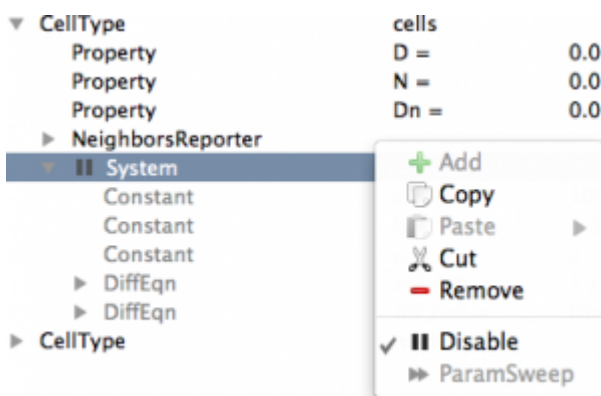 CellType cells
Property D = 0.0
Property N = 0.0
Property Dn = 0.0
NeighborsReporter
System
Constant
Constant
Constant
DiffEqn
DiffEqn
CellType
Add
Copy
Paste
Cut
Remove
Disable
ParamSweep